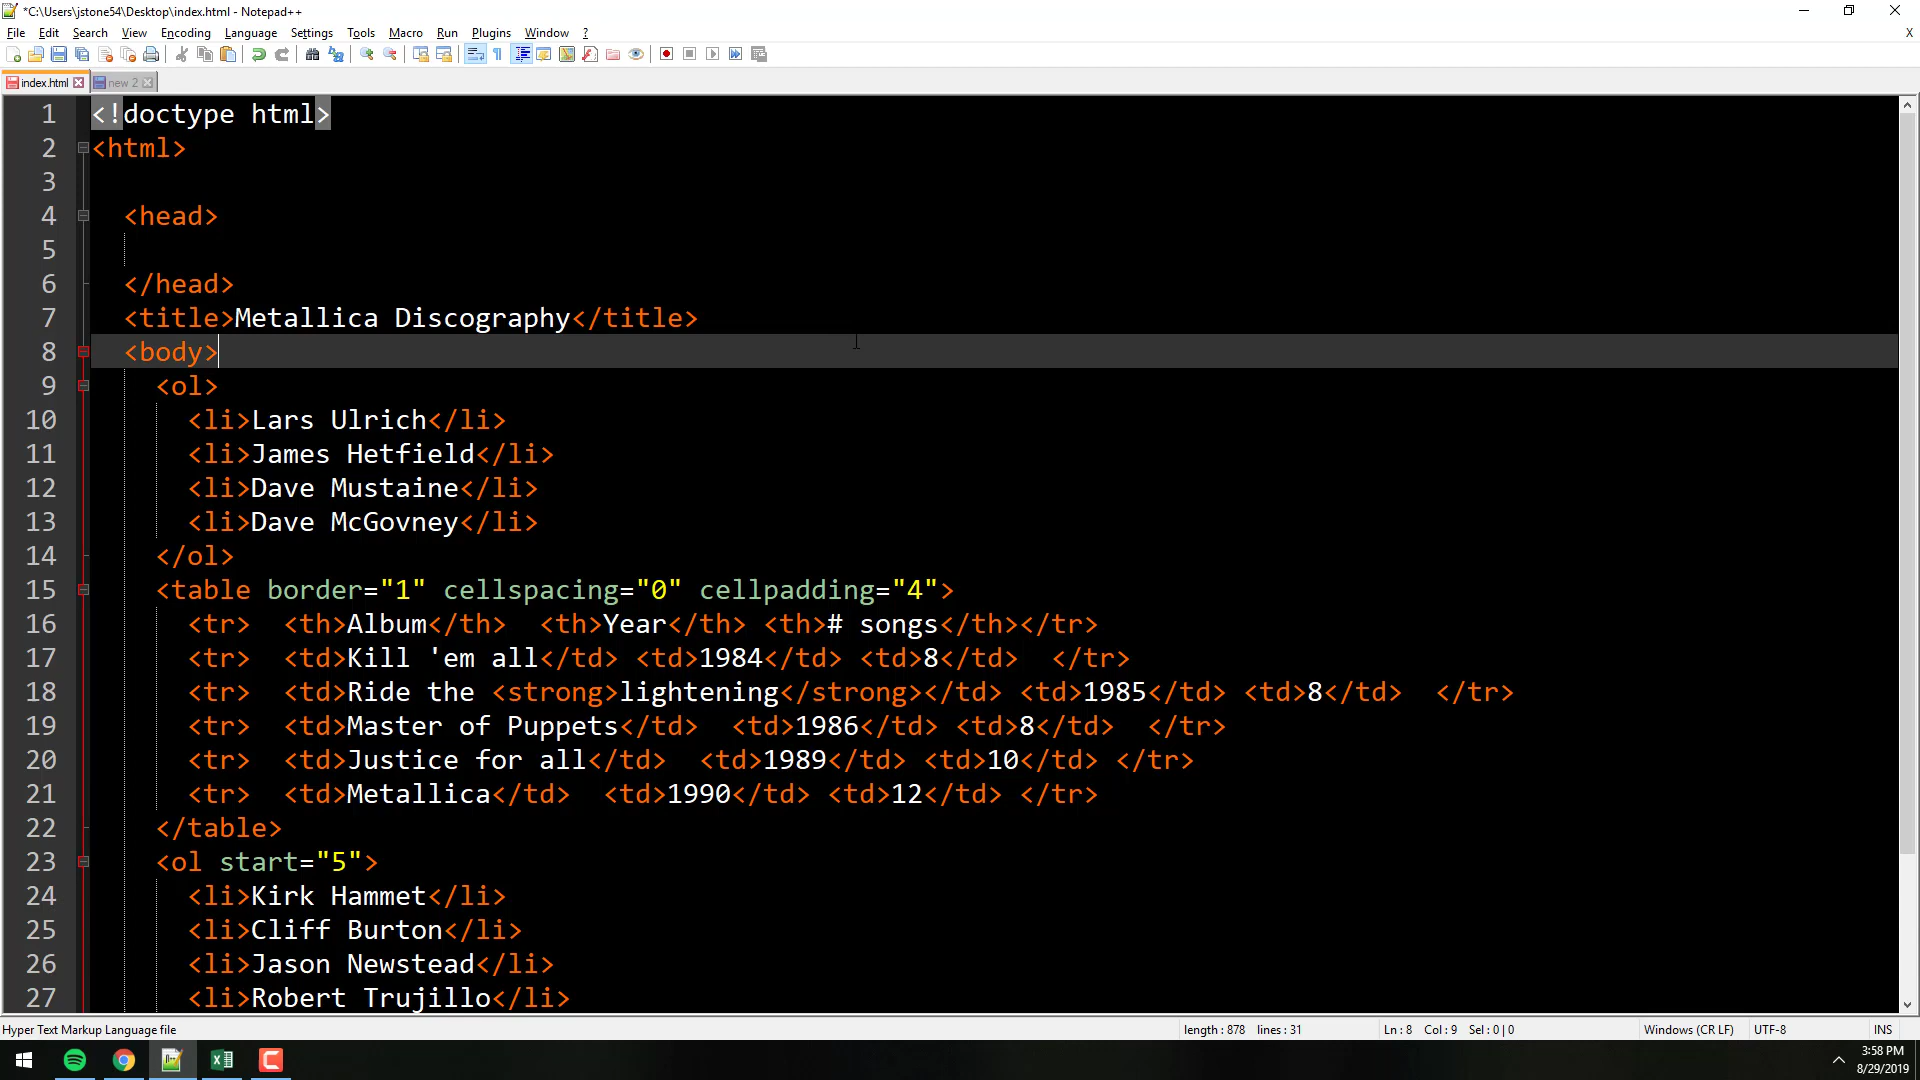 *C:\Users\jstone54\Desktop\index.html - Notepad++
File Edit Search View Encoding Language Settings Tools Macro Run Plugins Window ? X
index.html new 2
1 <!doctype html>
2 <html>
3
4 <head>
5
6 </head>
7 <title>Metallica Discography</title>
8 <body>
9 <ol>
10 <li>Lars Ulrich</li>
11 <li>James Hetfield</li>
12 <li>Dave Mustaine</li>
13 <li>Dave McGovney</li>
14 </ol>
15 <table border="1" cellspacing="0" cellpadding="4">
16 <tr> <th>Album</th> <th>Year</th> <th># songs</th></tr>
17 <tr> <td>Kill 'em all</td> <td>1984</td> <td>8</td> </tr>
18 <tr> <td>Ride the <strong>lightening</strong></td> <td>1985</td> <td>8</td> </tr>
19 <tr> <td>Master of Puppets</td> <td>1986</td> <td>8</td> </tr>
20 <tr> <td>Justice for all</td> <td>1989</td> <td>10</td> </tr>
21 <tr> <td>Metallica</td> <td>1990</td> <td>12</td> </tr>
22 </table>
23 <ol start="5">
24 <li>Kirk Hammet</li>
25 <li>Cliff Burton</li>
26 <li>Jason Newstead</li>
27 <li>Robert Trujillo</li>
Hyper Text Markup Language file length : 878 lines : 31 Ln : 8 Col : 9 Sel : 0 | 0 Windows (CR LF) UTF-8 INS
3:58 PM
8/29/2019